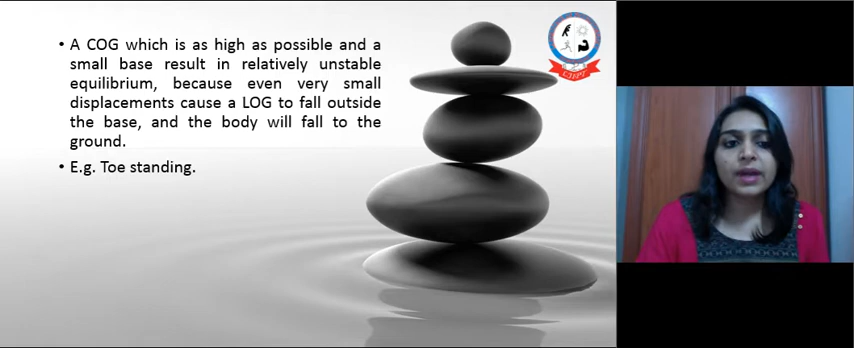 • A COG which is as high as possible and a
small base result in relatively unstable
equilibrium, because even very small
displacements cause a LOG to fall outside
the base, and the body will fall to the
ground.
• E.g. Toe standing.